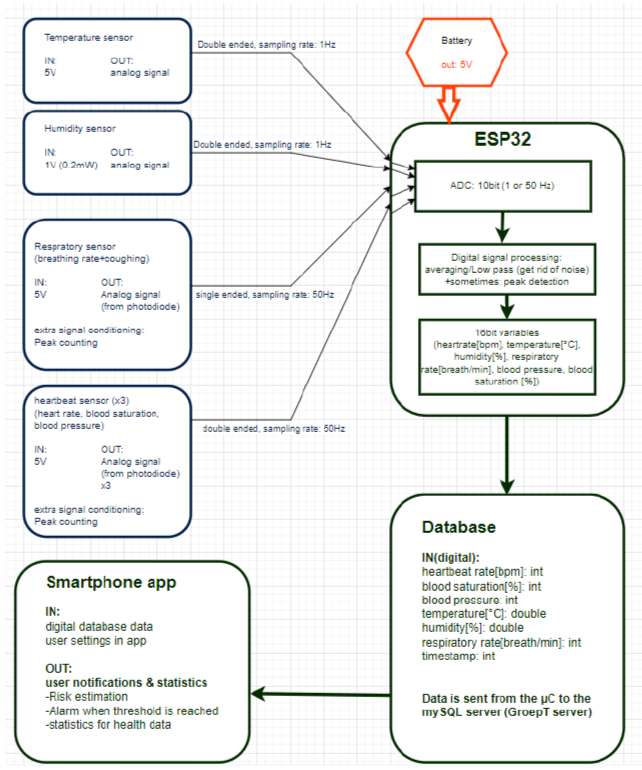 Temperature sensor
IN: OUT:
5V analog signal
Double ended, sampling rate: 1Hz
Battery
out: 5V
Humidity sensor
IN: OUT:
1V (0.2mW) analog signal
Double ended, sampling rate: 1Hz
ESP32
ADC: 10bit (1 or 50 Hz)
Digital signal processing:
averaging/Low pass (get rid of noise)
+sometimes: peak detection
16bit variables
(heartrate[bpm], temperature[°C],
humidity[%], respiratory
rate[breath/min], blood pressure, blood
saturation [%])
Respratory sensor
(breathing rate+coughing)
IN: OUT:
5V Analog signal
(from photodiode)
extra signal conditioning:
Peak counting
single ended, sampling rate: 50Hz
heartbeat sensor (x3)
(heart rate, blood saturation,
blood pressure)
IN: OUT:
5V Analog signal
(from photodiode)
x3
extra signal conditioning:
Peak counting
double ended, sampling rate: 50Hz
Database
IN(digital):
heartbeat rate[bpm]: int
blood saturation[%]: int
blood pressure: int
temperature[°C]: double
humidity[%]: double
respiratory rate[breath/min]: int
timestamp: int
Data is sent from the µC to the
mySQL server (GroepT server)
Smartphone app
IN:
digital database data
user settings in app
OUT:
user notifications & statistics
-Risk estimation
-Alarm when threshold is reached
-statistics for health data